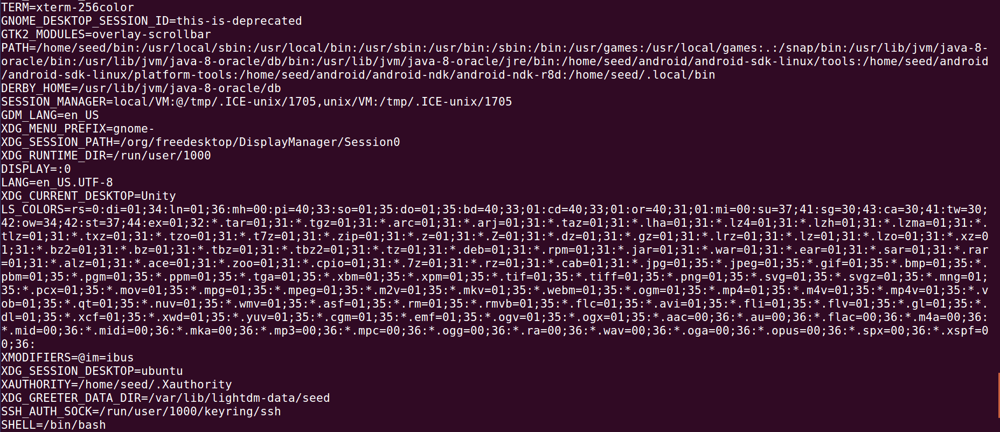 TERM=xterm-256color
GNOME_DESKTOP_SESSION_ID=this-is-deprecated
GTK2_MODULES=overlay-scrollbar
PATH=/home/seed/bin:/usr/local/sbin:/usr/local/bin:/usr/sbin:/usr/bin:/sbin:/bin:/usr/games:/usr/local/games:.:/snap/bin:/usr/lib/jvm/java-8-
oracle/bin:/usr/lib/jvm/java-8-oracle/db/bin:/usr/lib/jvm/java-8-oracle/jre/bin:/home/seed/android/android-sdk-linux/tools:/home/seed/android
/android-sdk-linux/platform-tools:/home/seed/android/android-ndk/android-ndk-r8d:/home/seed/.local/bin
DERBY_HOME=/usr/lib/jvm/java-8-oracle/db
SESSION_MANAGER=local/VM:@/tmp/.ICE-unix/1705,unix/VM:/tmp/.ICE-unix/1705
GDM_LANG=en_US
XDG_MENU_PREFIX=gnome-
XDG_SESSION_PATH=/org/freedesktop/DisplayManager/Session0
XDG_RUNTIME_DIR=/run/user/1000
DISPLAY=:0
LANG=en_US.UTF-8
XDG_CURRENT_DESKTOP=Unity
LS_COLORS=rs=0:di=01;34:ln=01;36:mh=00:pi=40;33:so=01;35:do=01;35:bd=40;33;01:cd=40;33;01:or=40;31;01:mi=00:su=37;41:sg=30;43:ca=30;41:tw=30;
42:ow=34;42:st=37;44:ex=01;32:*.tar=01;31:*.tgz=01;31:*.arc=01;31:*.arj=01;31:*.taz=01;31:*.lha=01;31:*.lz4=01;31:*.lzh=01;31:*.lzma=01;31:*.
tlz=01;31:*.txz=01;31:*.tzo=01;31:*.t7z=01;31:*.zip=01;31:*.z=01;31:*.Z=01;31:*.dz=01;31:*.gz=01;31:*.lrz=01;31:*.lz=01;31:*.lzo=01;31:*.xz=0
1;31:*.bz2=01;31:*.bz=01;31:*.tbz=01;31:*.tbz2=01;31:*.tz=01;31:*.deb=01;31:*.rpm=01;31:*.jar=01;31:*.war=01;31:*.ear=01;31:*.sar=01;31:*.rar
=01;31:*.alz=01;31:*.ace=01;31:*.zoo=01;31:*.cpio=01;31:*.7z=01;31:*.rz=01;31:*.cab=01;31:*.jpg=01;35:*.jpeg=01;35:*.gif=01;35:*.bmp=01;35:*.
pbm=01;35:*.pgm=01;35:*.ppm=01;35:*.tga=01;35:*.xbm=01;35:*.xpm=01;35:*.tif=01;35:*.tiff=01;35:*.png=01;35:*.svg=01;35:*.svgz=01;35:*.mng=01;
35:*.pcx=01;35:*.mov=01;35:*.mpg=01;35:*.mpeg=01;35:*.m2v=01;35:*.mkv=01;35:*.webm=01;35:*.ogm=01;35:*.mp4=01;35:*.m4v=01;35:*.mp4v=01;35:*.v
ob=01;35:*.qt=01;35:*.nuv=01;35:*.wmv=01;35:*.asf=01;35:*.rm=01;35:*.rmvb=01;35:*.flc=01;35:*.avi=01;35:*.fli=01;35:*.flv=01;35:*.gl=01;35:*.
dl=01;35:*.xcf=01;35:*.xwd=01;35:*.yuv=01;35:*.cgm=01;35:*.emf=01;35:*.ogv=01;35:*.ogx=01;35:*.aac=00;36:*.au=00;36:*.flac=00;36:*.m4a=00;36:
*.mid=00;36:*.midi=00;36:*.mka=00;36:*.mp3=00;36:*.mpc=00;36:*.ogg=00;36:*.ra=00;36:*.wav=00;36:*.oga=00;36:*.opus=00;36:*.spx=00;36:*.xspf=0
0;36:
XMODIFIERS=@im=ibus
XDG_SESSION_DESKTOP=ubuntu
XAUTHORITY=/home/seed/.Xauthority
XDG_GREETER_DATA_DIR=/var/lib/lightdm-data/seed
SSH_AUTH_SOCK=/run/user/1000/keyring/ssh
SHELL=/bin/bash